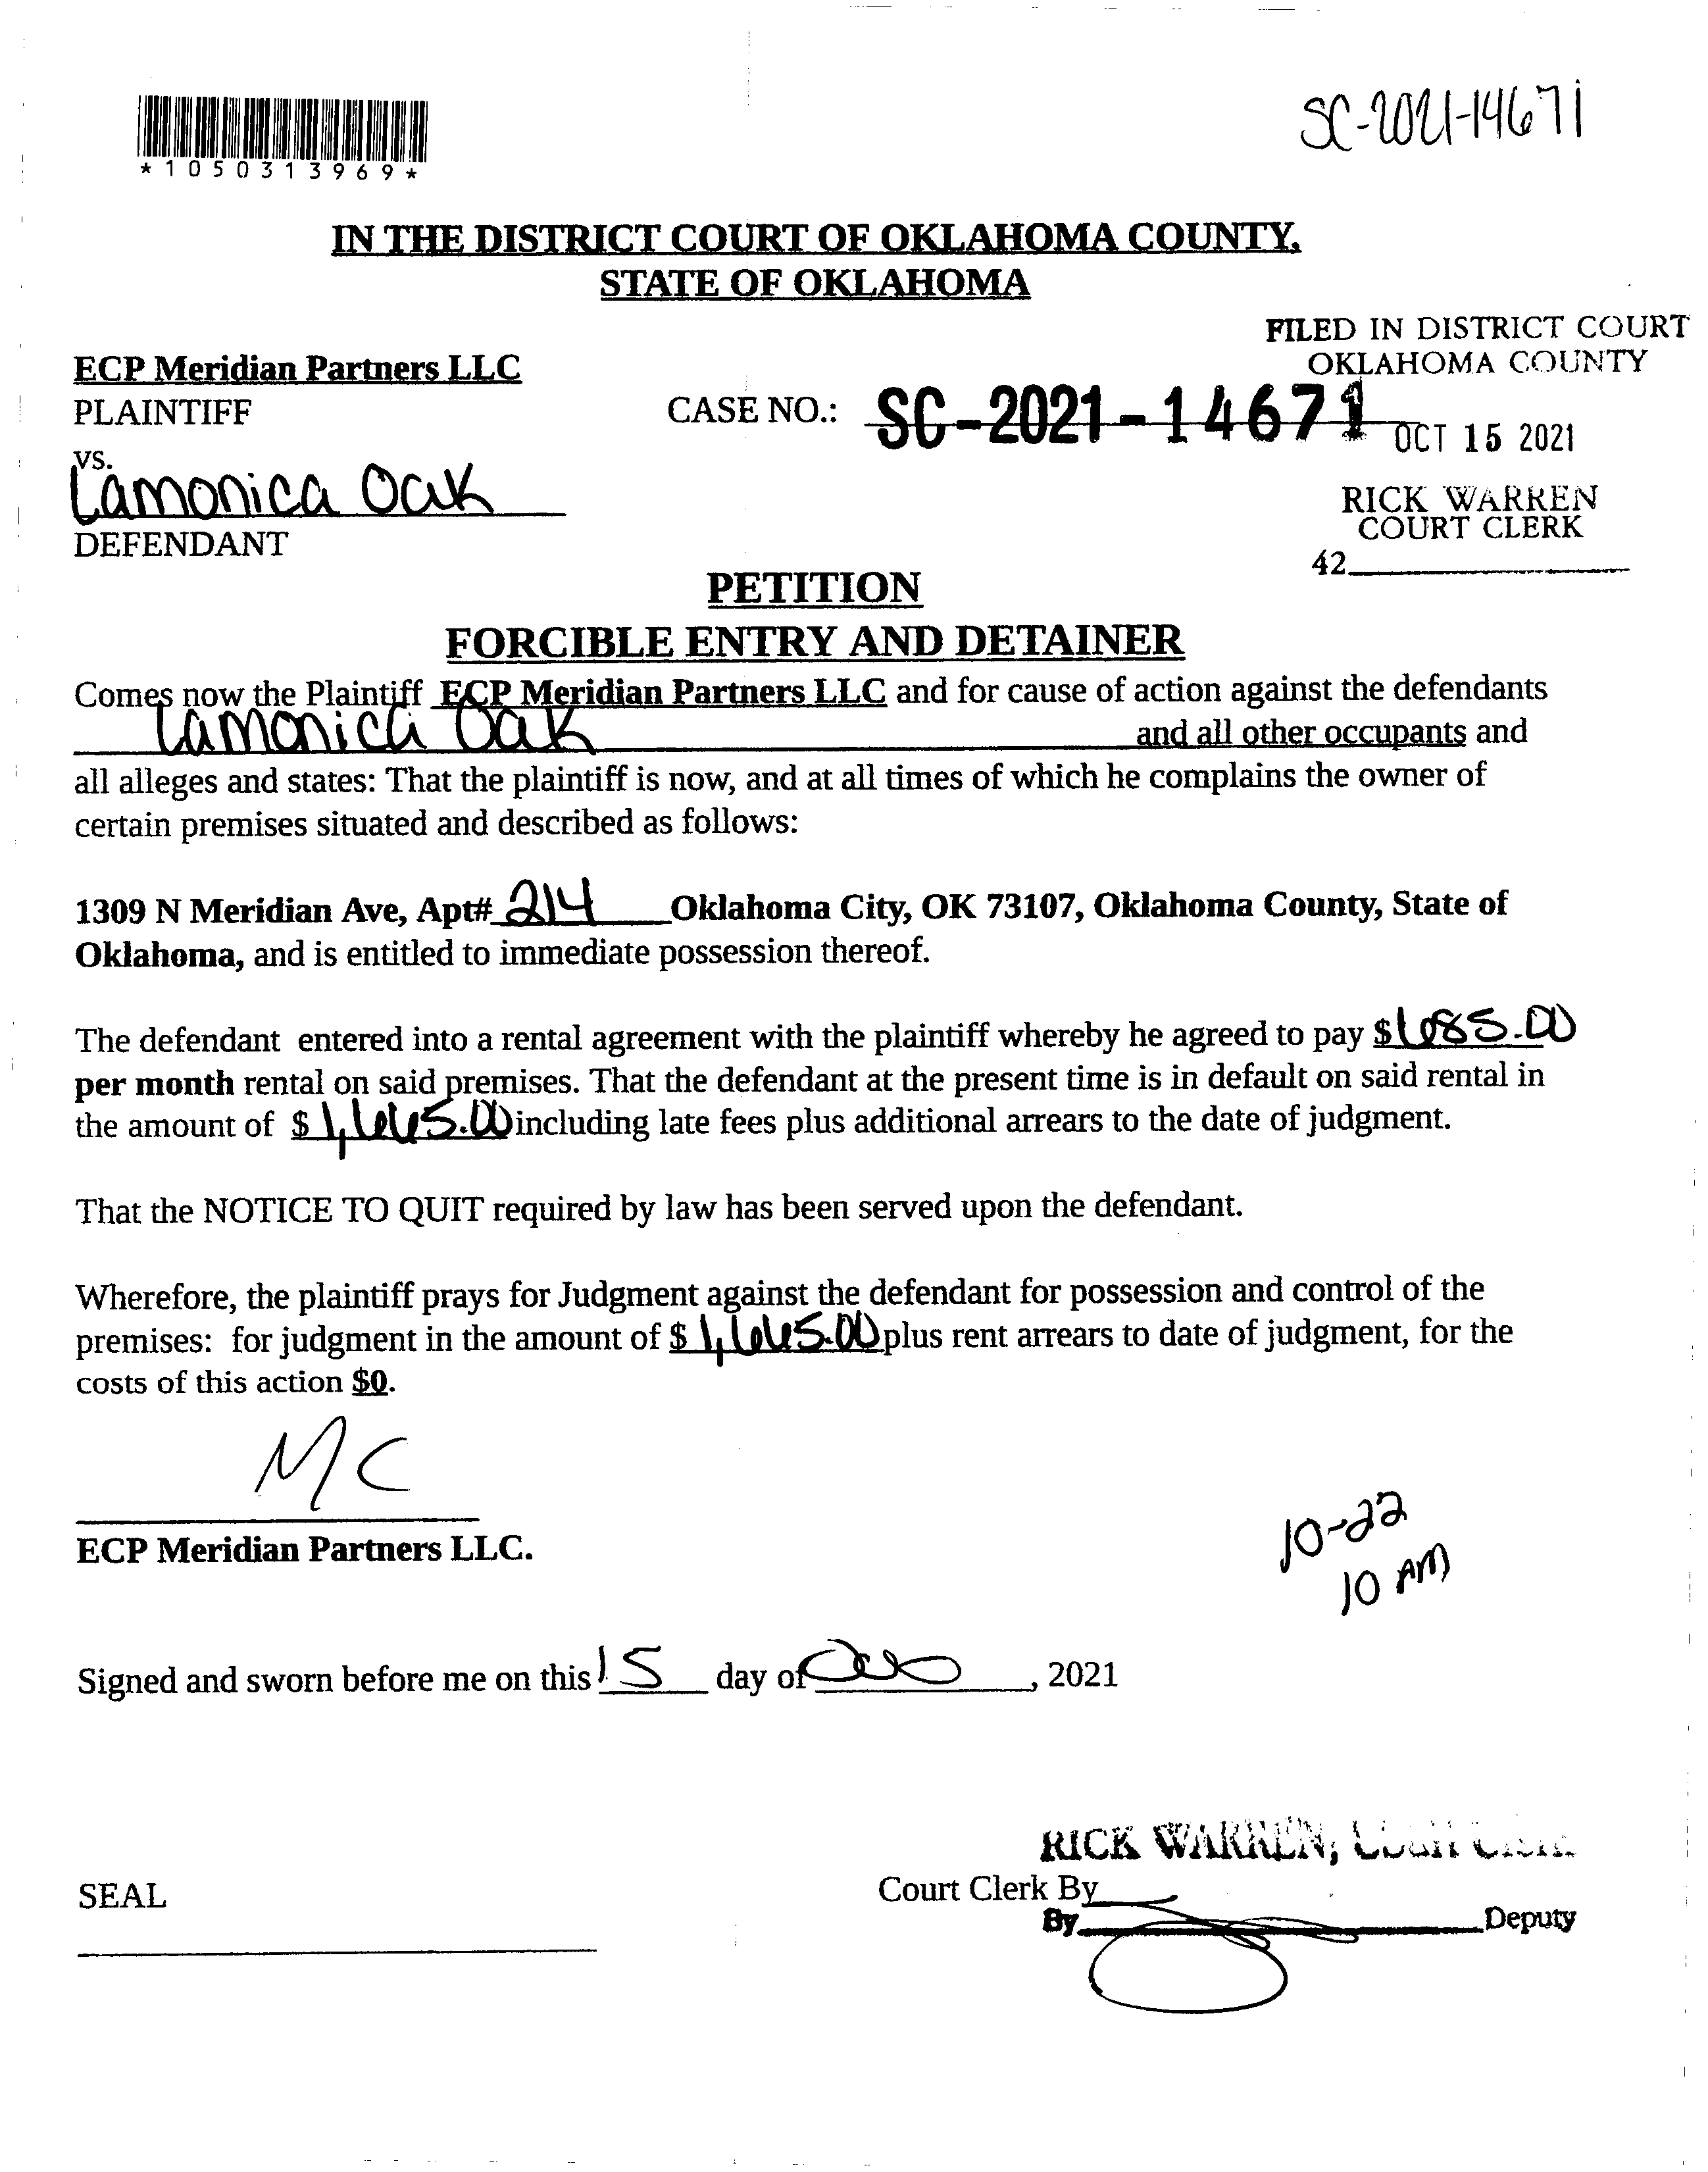 SC-2021-14671
*1050313969*
IN THE DISTRICT COURT OF OKLAHOMA COUNTY,
STATE OF OKLAHOMA
FILED IN DISTRICT COURT
OKLAHOMA COUNTY
ECP Meridian Partners LLC
PLAINTIFF
CASE NO.: SC-2021-14671
OCT 15 2021
vs.
Lamonica Oak
DEFENDANT
RICK WARREN
COURT CLERK
42
PETITION
FORCIBLE ENTRY AND DETAINER
Comes now the Plaintiff ECP Meridian Partners LLC and for cause of action against the defendants
Lamonica Oak and all other occupants and
all alleges and states: That the plaintiff is now, and at all times of which he complains the owner of
certain premises situated and described as follows:
1309 N Meridian Ave, Apt# 214 Oklahoma City, OK 73107, Oklahoma County, State of
Oklahoma, and is entitled to immediate possession thereof.
The defendant entered into a rental agreement with the plaintiff whereby he agreed to pay $685.00
per month rental on said premises. That the defendant at the present time is in default on said rental in
the amount of $ 1,665.00 including late fees plus additional arrears to the date of judgment.
That the NOTICE TO QUIT required by law has been served upon the defendant.
Wherefore, the plaintiff prays for Judgment against the defendant for possession and control of the
premises: for judgment in the amount of $ 1,665.00 plus rent arrears to date of judgment, for the
costs of this action $0.
MC
ECP Meridian Partners LLC.
10-22
10 AM
Signed and sworn before me on this 15 day of , 2021
RICK WARREN, Court Clerk
SEAL
Court Clerk By
By Deputy